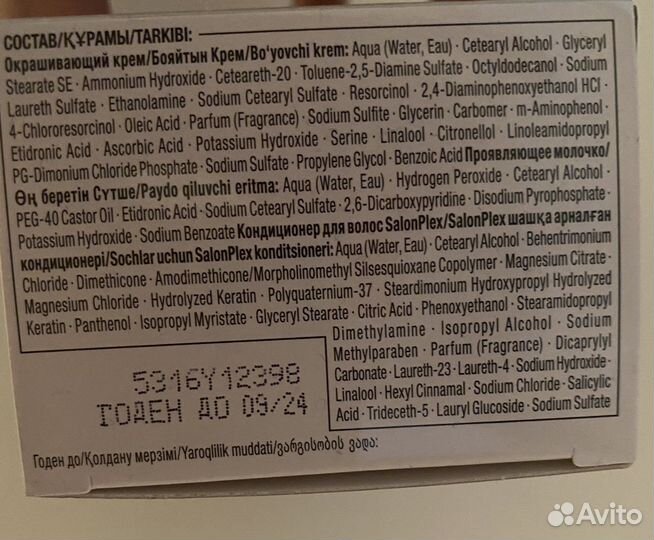 СОСТАВ/ҚҰРАМЫ/TARKIBI:
Окрашивающий крем/Бояйтын Крем/Bo'yovchi krem: Aqua (Water, Eau) · Cetearyl Alcohol · Glyceryl
Stearate SE · Ammonium Hydroxide · Ceteareth-20 · Toluene-2,5-Diamine Sulfate · Octyldodecanol · Sodium
Laureth Sulfate · Ethanolamine · Sodium Cetearyl Sulfate · Resorcinol · 2,4-Diaminophenoxyethanol HCl ·
4-Chlororesorcinol · Oleic Acid · Parfum (Fragrance) · Sodium Sulfite · Glycerin · Carbomer · m-Aminophenol ·
Etidronic Acid · Ascorbic Acid · Potassium Hydroxide · Serine · Linalool · Citronellol · Linoleamidopropyl
PG-Dimonium Chloride Phosphate · Sodium Sulfate · Propylene Glycol · Benzoic Acid Проявляющее молочко/
Өң беретін Сүтше/Paydo qiluvchi eritma: Aqua (Water, Eau) · Hydrogen Peroxide · Cetearyl Alcohol ·
PEG-40 Castor Oil · Etidronic Acid · Sodium Cetearyl Sulfate · 2,6-Dicarboxypyridine · Disodium Pyrophosphate ·
Potassium Hydroxide · Sodium Benzoate Кондиционер для волос SalonPlex/SalonPlex шашқа арналған
кондиционері/Sochlar uchun SalonPlex konditsioneri: Aqua (Water, Eau) · Cetearyl Alcohol · Behentrimonium
Chloride · Dimethicone · Amodimethicone/Morpholinomethyl Silsesquioxane Copolymer · Magnesium Citrate ·
Magnesium Chloride · Hydrolyzed Keratin · Polyquaternium-37 · Steardimonium Hydroxypropyl Hydrolyzed
Keratin · Panthenol · Isopropyl Myristate · Glyceryl Stearate · Citric Acid · Phenoxyethanol · Stearamidopropyl
Dimethylamine · Isopropyl Alcohol · Sodium
Methylparaben · Parfum (Fragrance) · Dicaprylyl
Carbonate · Laureth-23 · Laureth-4 · Sodium Hydroxide ·
Linalool · Hexyl Cinnamal · Sodium Chloride · Salicylic
Acid · Trideceth-5 · Lauryl Glucoside · Sodium Sulfate
5316Y12398
ГОДЕН ДО 09/24
Годен до/Қолдану мерзімі/Yaroqlilik muddati/ვარგისობის ვადა:
Avito